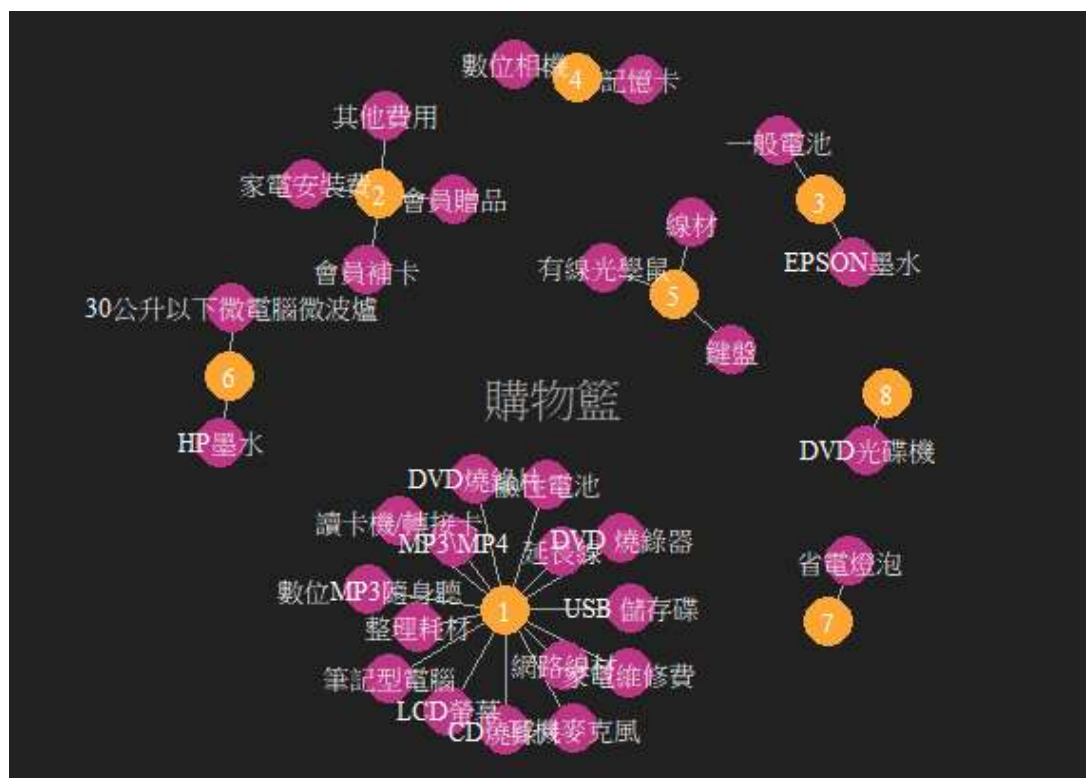 數位相機
4
記憶卡
其他費用
一般電池
家電安裝費
2
會員贈品
3
線材
EPSON墨水
會員補卡
有線光學鼠
5
30公升以下微電腦微波爐
鍵盤
6
8
購物籃
HP墨水
DVD光碟機
DVD燒錄片
鹼性電池
讀卡機/轉接卡
MP3\MP4
延長線
DVD 燒錄器
省電燈泡
數位MP3隨身聽
1
USB 儲存碟
整理耗材
7
網路線材
家電維修費
筆記型電腦
LCD螢幕
CD燒錄片
耳機麥克風